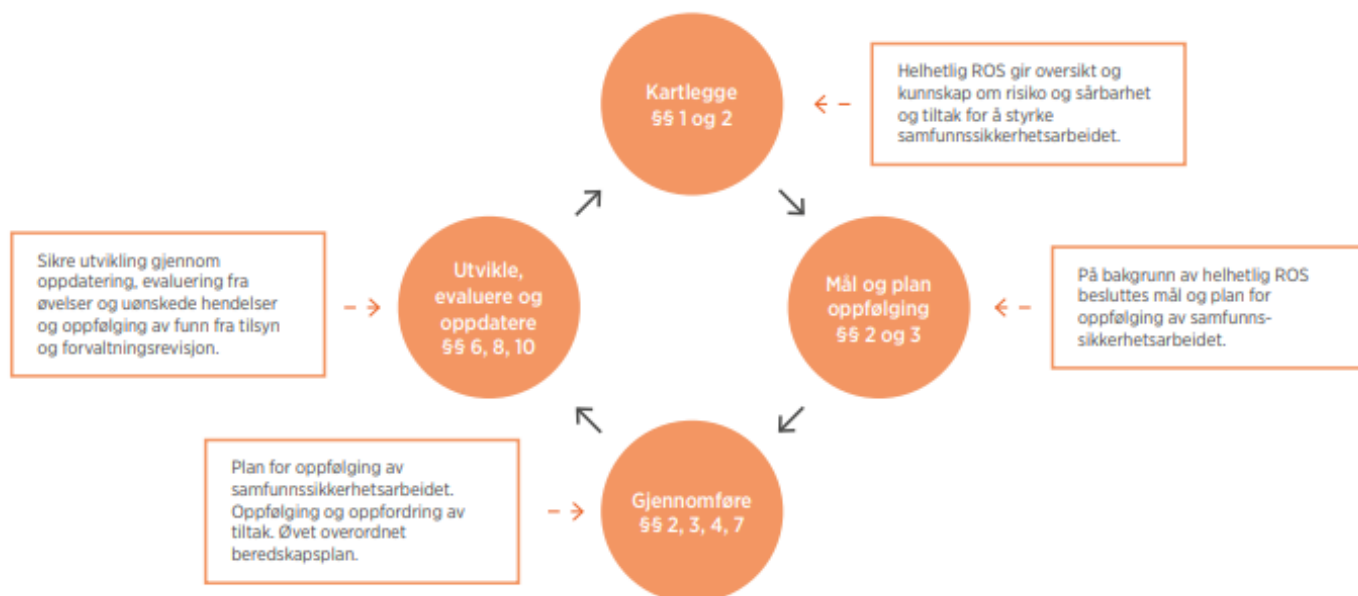 Kartlegge
§§ 1 og 2
Helhetlig ROS gir oversikt og
kunnskap om risiko og sårbarhet
og tiltak for å styrke
samfunnssikkerhetsarbeidet.
Sikre utvikling gjennom
oppdatering, evaluering fra
øvelser og uønskede hendelser
og oppfølging av funn fra tilsyn
og forvaltningsrevisjon.
Utvikle,
evaluere og
oppdatere
§§ 6, 8, 10
Mål og plan
oppfølging
§§ 2 og 3
På bakgrunn av helhetlig ROS
besluttes mål og plan for
oppfølging av samfunns-
sikkerhetsarbeidet.
Plan for oppfølging av
samfunnssikkerhetsarbeidet.
Oppfølging og oppfordring av
tiltak. Øvet overordnet
beredskapsplan.
Gjennomføre
§§ 2, 3, 4, 7